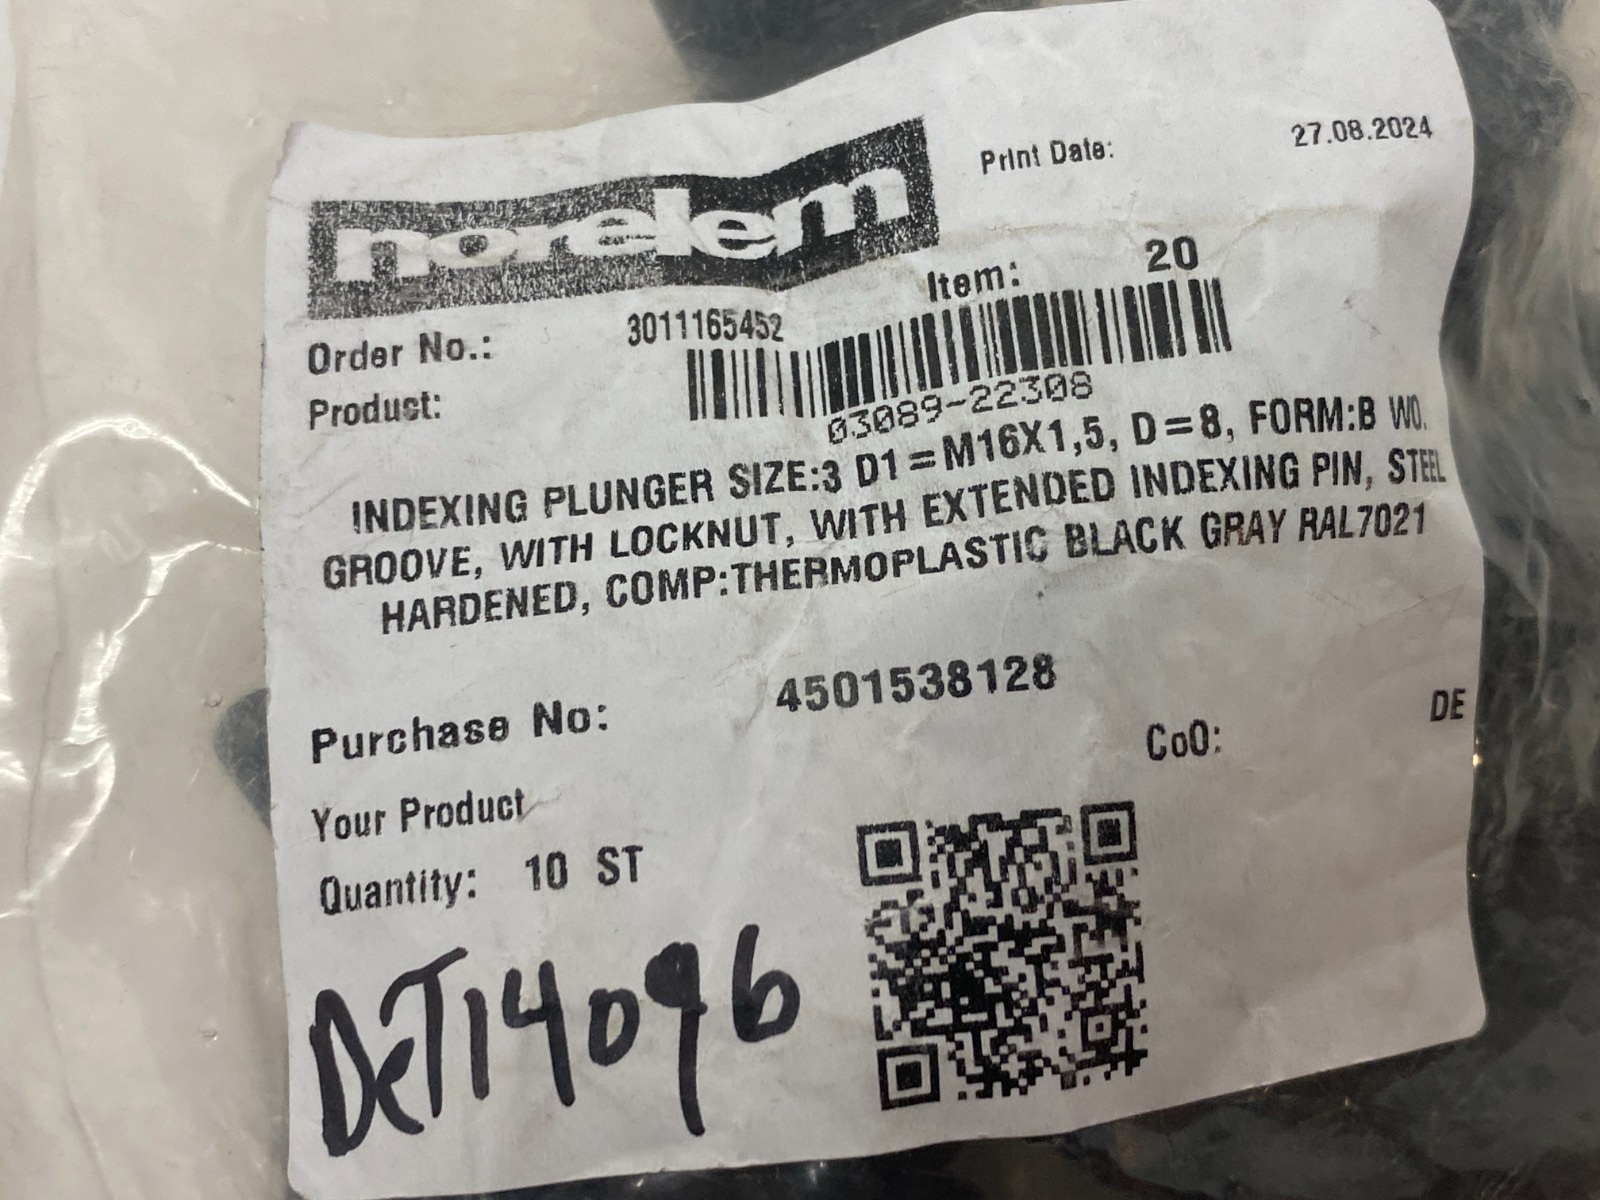 norelem
Print Date: 27.08.2024
Item: 20
Order No.: 3011165452
Product:
03089-22308
INDEXING PLUNGER SIZE:3 D1=M16X1,5, D=8, FORM:B WO.
GROOVE, WITH LOCKNUT, WITH EXTENDED INDEXING PIN, STEEL
HARDENED, COMP:THERMOPLASTIC BLACK GRAY RAL7021
Purchase No: 4501538128
CoO: DE
Your Product
Quantity: 10 ST
DET14096